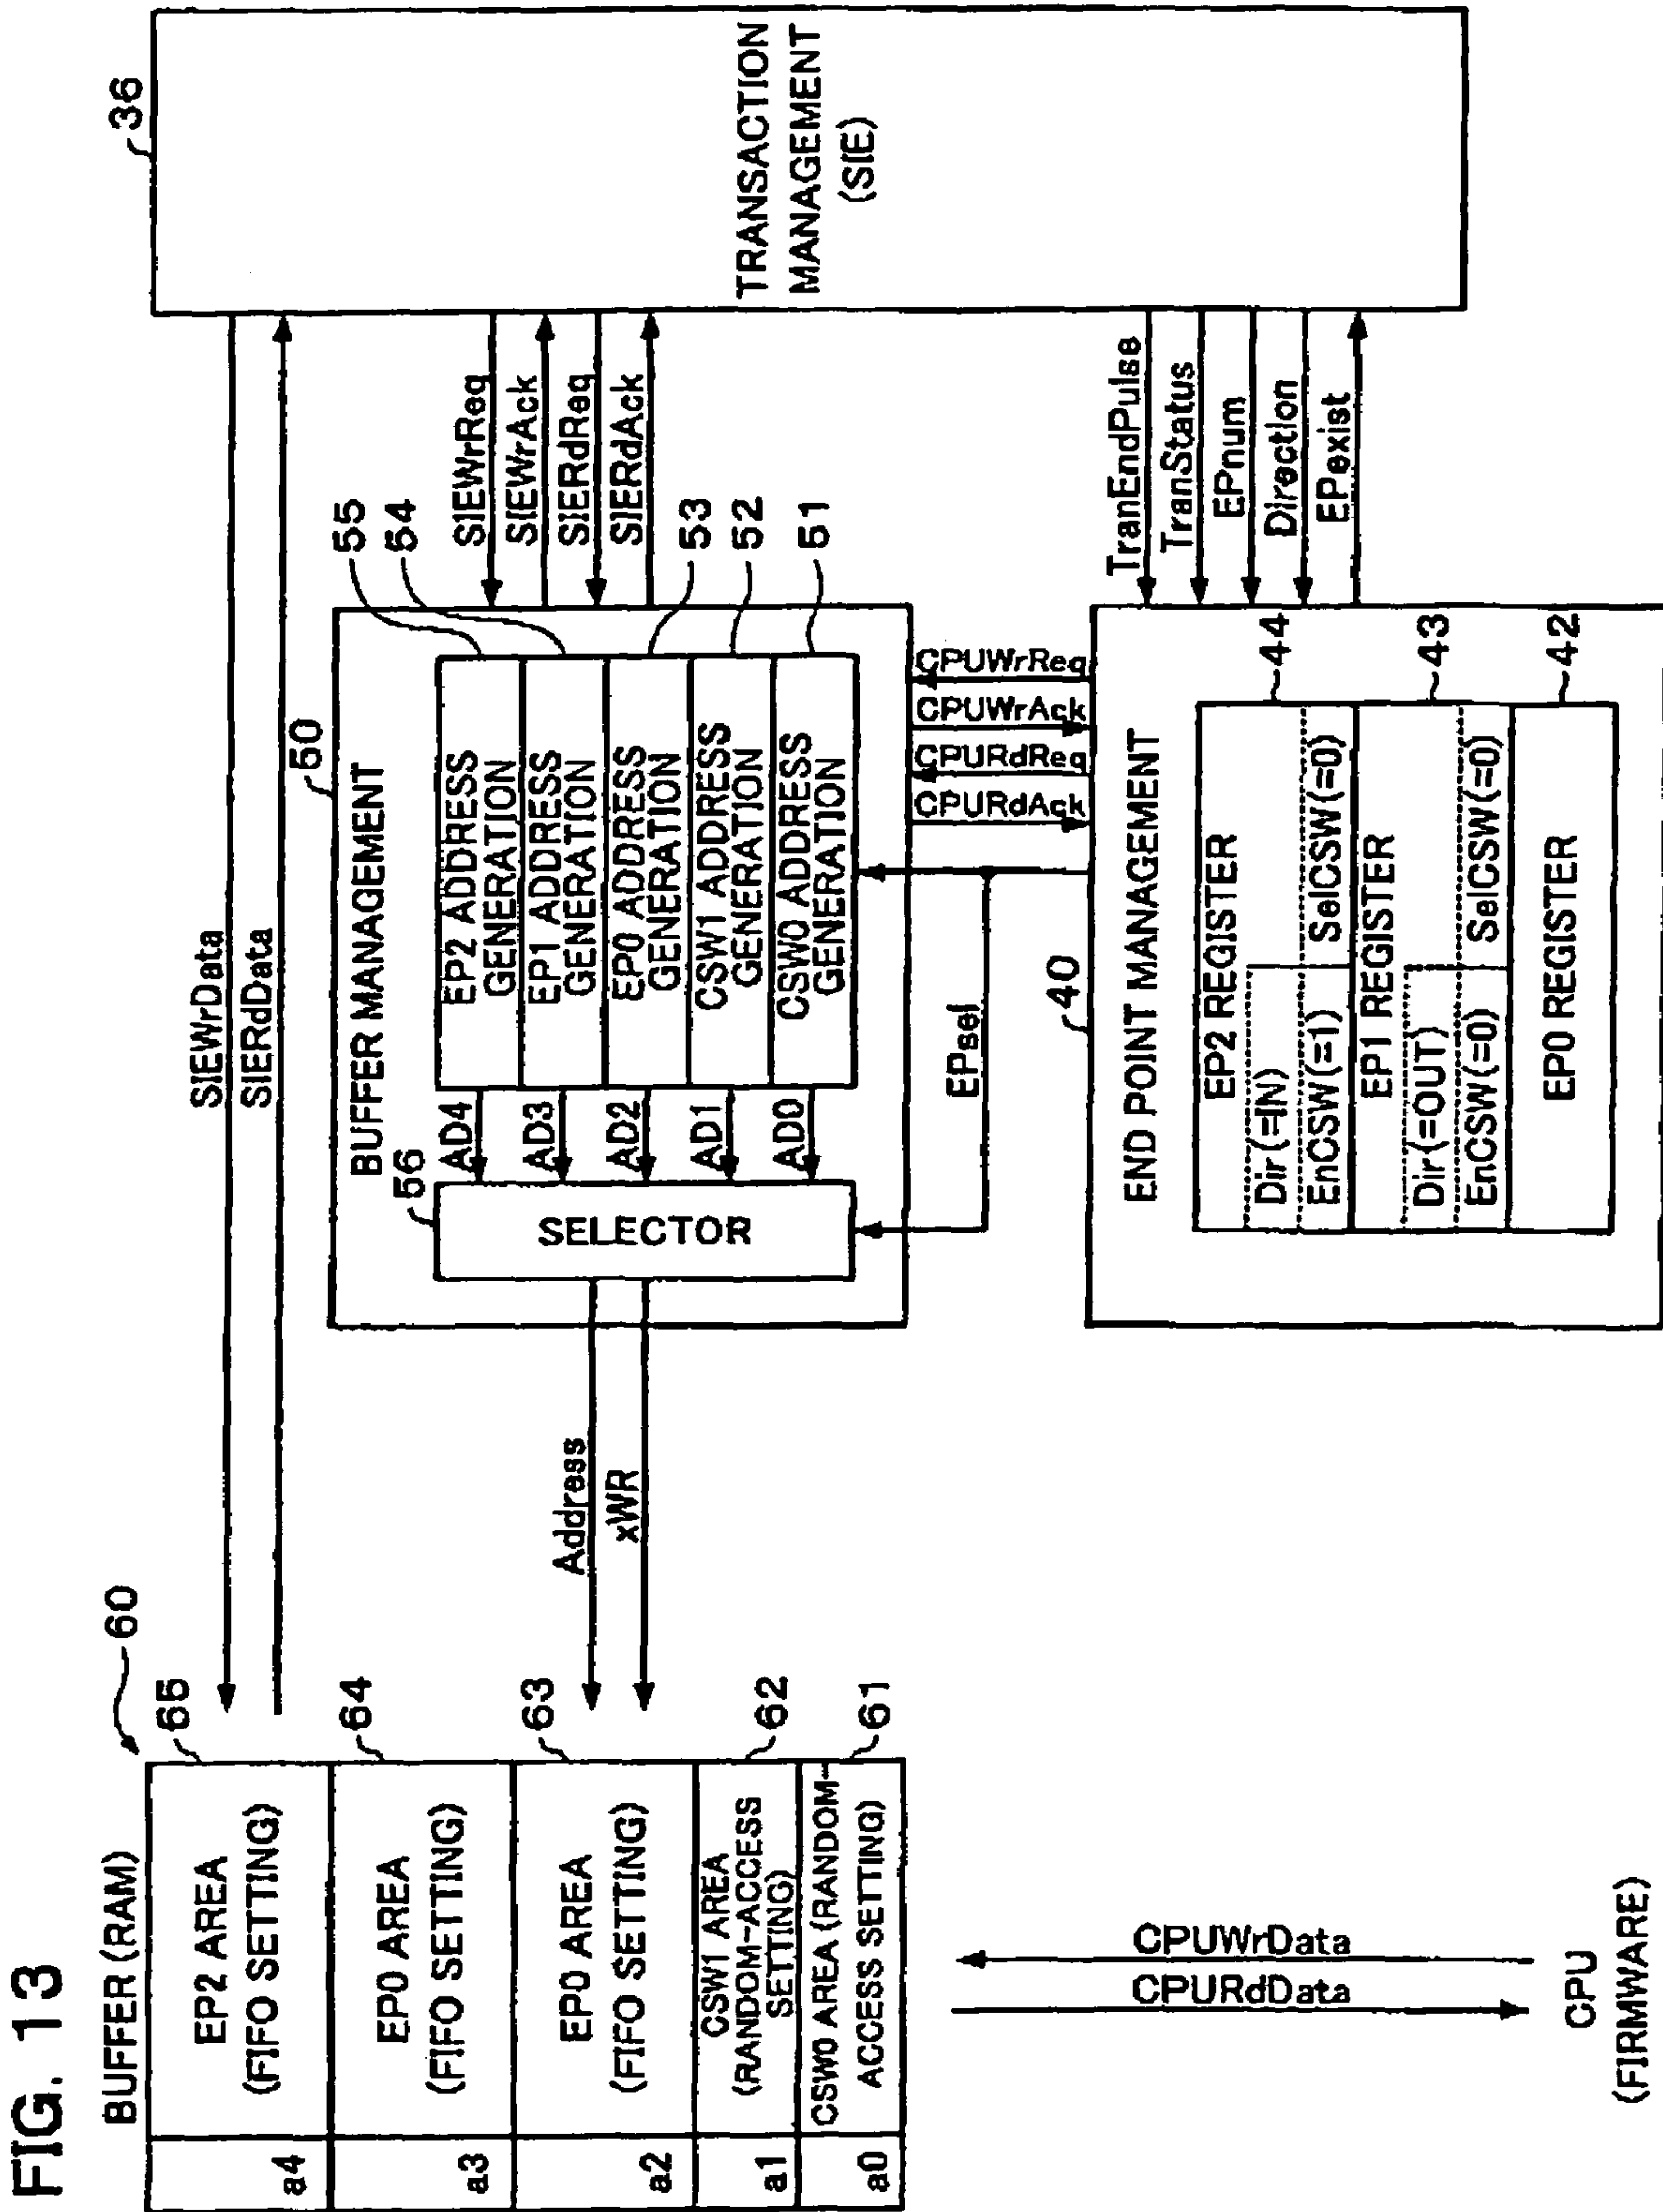 FIG. 13
BUFFER (RAM)
60
a4
EP2 AREA
(FIFO SETTING)
65
a3
EP0 AREA
(FIFO SETTING)
64
a2
EP0 AREA
(FIFO SETTING)
63
a1
CSW1 AREA
(RANDOM-ACCESS
SETTING)
62
a0
CSW0 AREA (RANDOM-
ACCESS SETTING)
61
SIEWrData
SIERdData
Address
xWR
CPUWrData
CPURdData
CPU
(FIRMWARE)
50
BUFFER MANAGEMENT
56
SELECTOR
AD4
AD3
AD2
AD1
AD0
EP2 ADDRESS
GENERATION
EP1 ADDRESS
GENERATION
EP0 ADDRESS
GENERATION
CSW1 ADDRESS
GENERATION
CSW0 ADDRESS
GENERATION
55
54
53
52
51
SIEWrReq
SIEWrAck
SIERdReq
SIERdAck
CPUWrReq
CPUWrAck
CPURdReq
CPURdAck
EPsel
40
END POINT MANAGEMENT
EP2 REGISTER
Dir(=IN)
EnCSW(=1)
SelCSW(=0)
44
EP1 REGISTER
Dir(=OUT)
EnCSW(=0)
SelCSW(=0)
43
EP0 REGISTER
42
TranEndPulse
TranStatus
EPnum
Direction
EPexist
36
TRANSACTION
MANAGEMENT
(SIE)